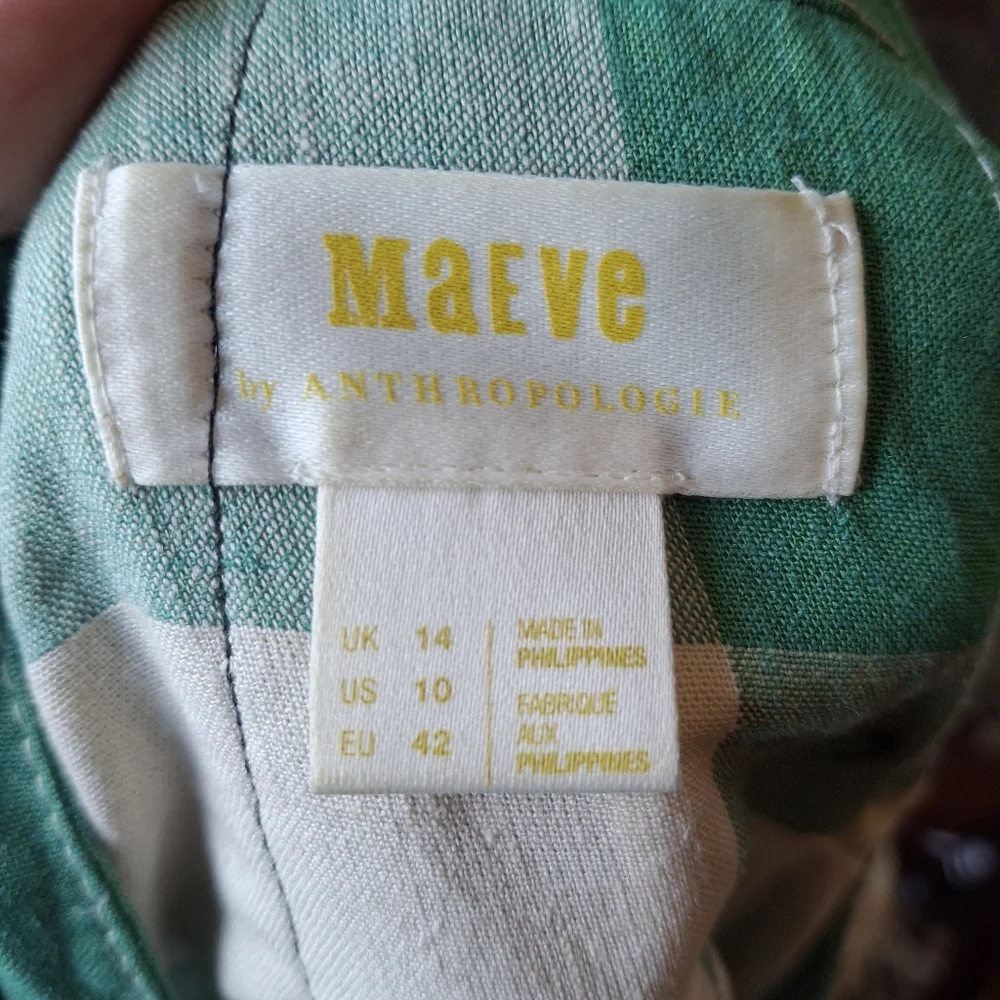 MaEVe
by ANTHROPOLOGIE
UK 14
US 10
EU 42
MADE IN
PHILIPPINES
FABRIQUE
AUX
PHILIPPINES